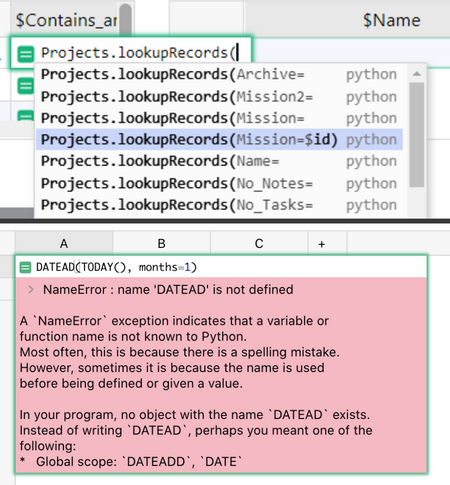 $Contains_ar
$Name
Projects.lookupRecords(
Projects.lookupRecords(Archive= python
Projects.lookupRecords(Mission2= python
Projects.lookupRecords(Mission= python
Projects.lookupRecords(Mission=$id) python
Projects.lookupRecords(Name= python
Projects.lookupRecords(No_Notes= python
Projects.lookupRecords(No_Tasks= python
A B C +
DATEAD(TODAY(), months=1)
> NameError : name 'DATEAD' is not defined
A `NameError` exception indicates that a variable or
function name is not known to Python.
Most often, this is because there is a spelling mistake.
However, sometimes it is because the name is used
before being defined or given a value.
In your program, no object with the name `DATEAD` exists.
Instead of writing `DATEAD`, perhaps you meant one of the
following:
* Global scope: `DATEADD`, `DATE`